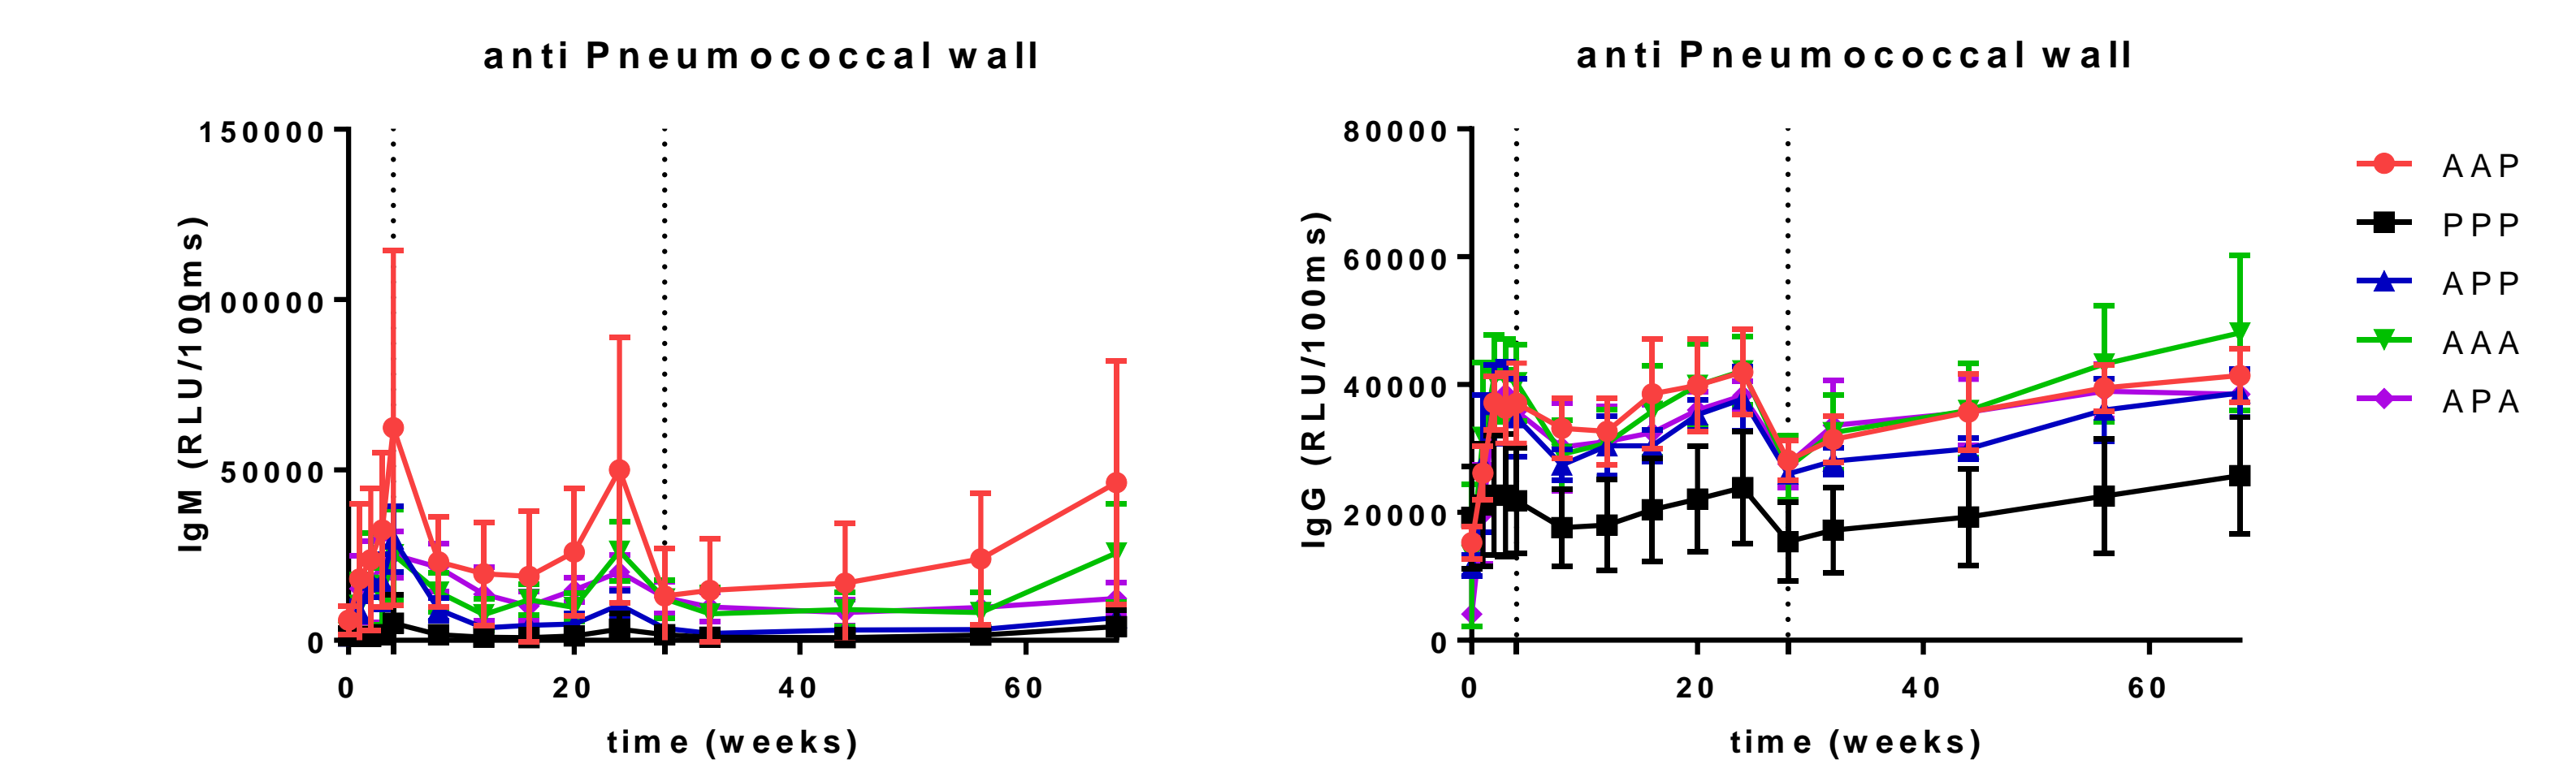 anti Pneumococcal wall
150000
100000
50000
0
IgM (RLU/100ms)
0 20 40 60
time (weeks)
anti Pneumococcal wall
80000
60000
40000
20000
0
IgG (RLU/100ms)
0 20 40 60
time (weeks)
AAP
PPP
APP
AAA
APA